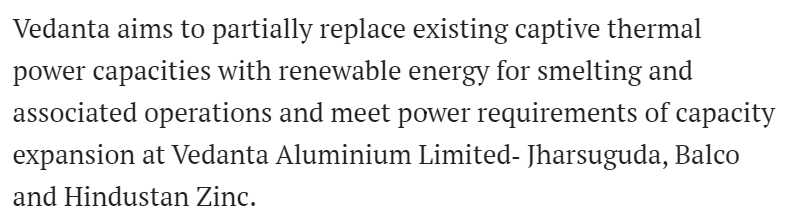 Vedanta aims to partially replace existing captive thermal
power capacities with renewable energy for smelting and
associated operations and meet power requirements of capacity
expansion at Vedanta Aluminium Limited- Jharsuguda, Balco
and Hindustan Zinc.